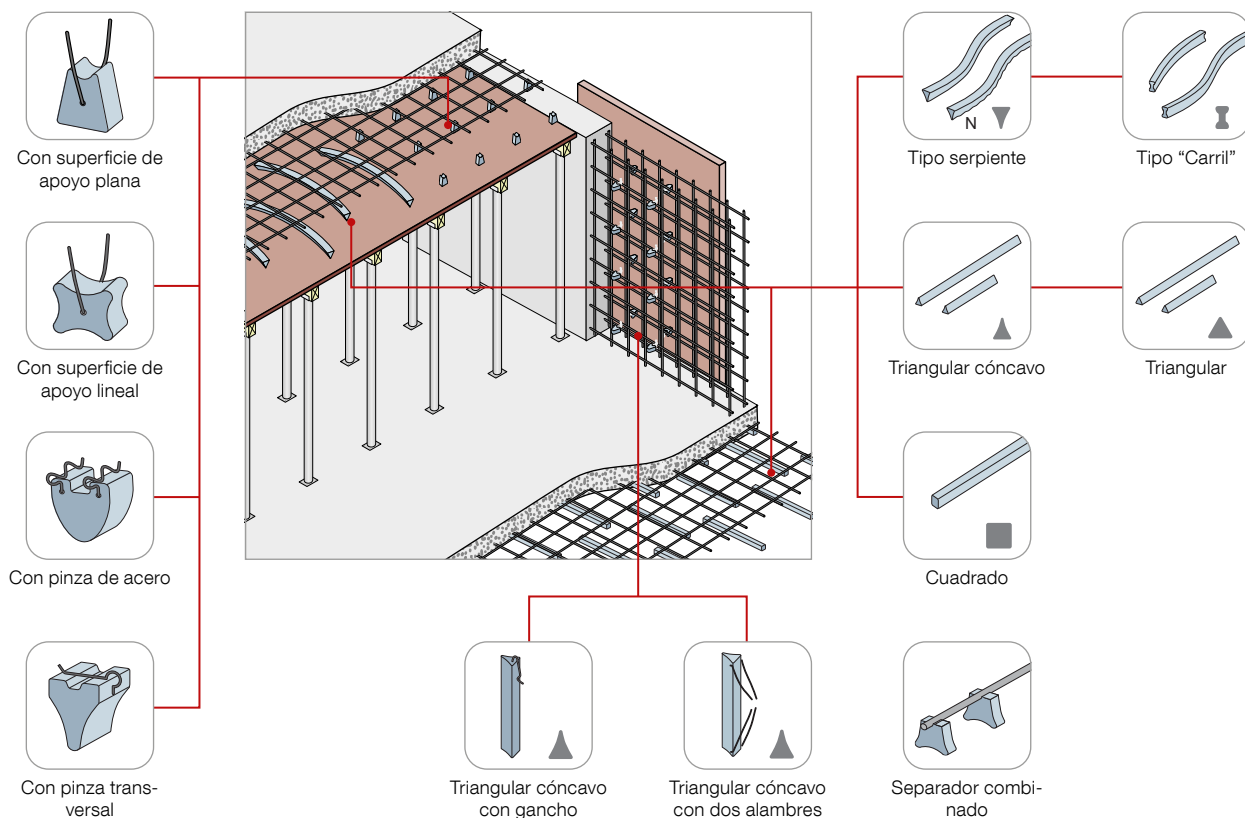 Con superficie de
apoyo plana
Con superficie de
apoyo lineal
Con pinza de acero
Con pinza trans-
versal
N
Tipo serpiente
Tipo “Carril”
Triangular cóncavo
Triangular
Cuadrado
Triangular cóncavo
con gancho
Triangular cóncavo
con dos alambres
Separador combi-
nado